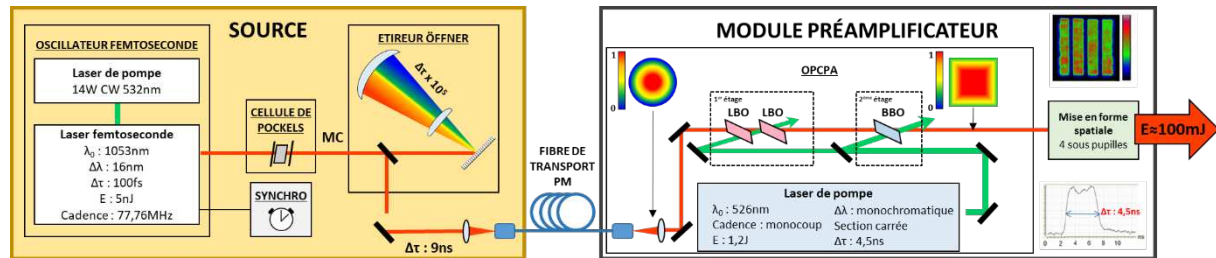 SOURCE
OSCILLATEUR FEMTOSECONDE
Laser de pompe
14W CW 532nm
Laser femtoseconde
λ₀ : 1053nm
Δλ : 16nm
Δτ : 100fs
E : 5nJ
Cadence : 77,76MHz
CELLULE DE
POCKELS
MC
SYNCHRO
ETIREUR ÖFFNER
Δτ x 10⁵
Δτ : 9ns
FIBRE DE
TRANSPORT
PM
MODULE PRÉAMPLIFICATEUR
OPCPA
1
0
1er étage
LBO
LBO
2ème étage
BBO
1
0
Laser de pompe
λ₀ : 526nm
Cadence : monocoup
E : 1,2J
Δλ : monochromatique
Section carrée
Δτ : 4,5ns
Mise en forme
spatiale
4 sous pupilles
E≈100mJ
Δτ : 4,5ns
0 2 4 6 8 10